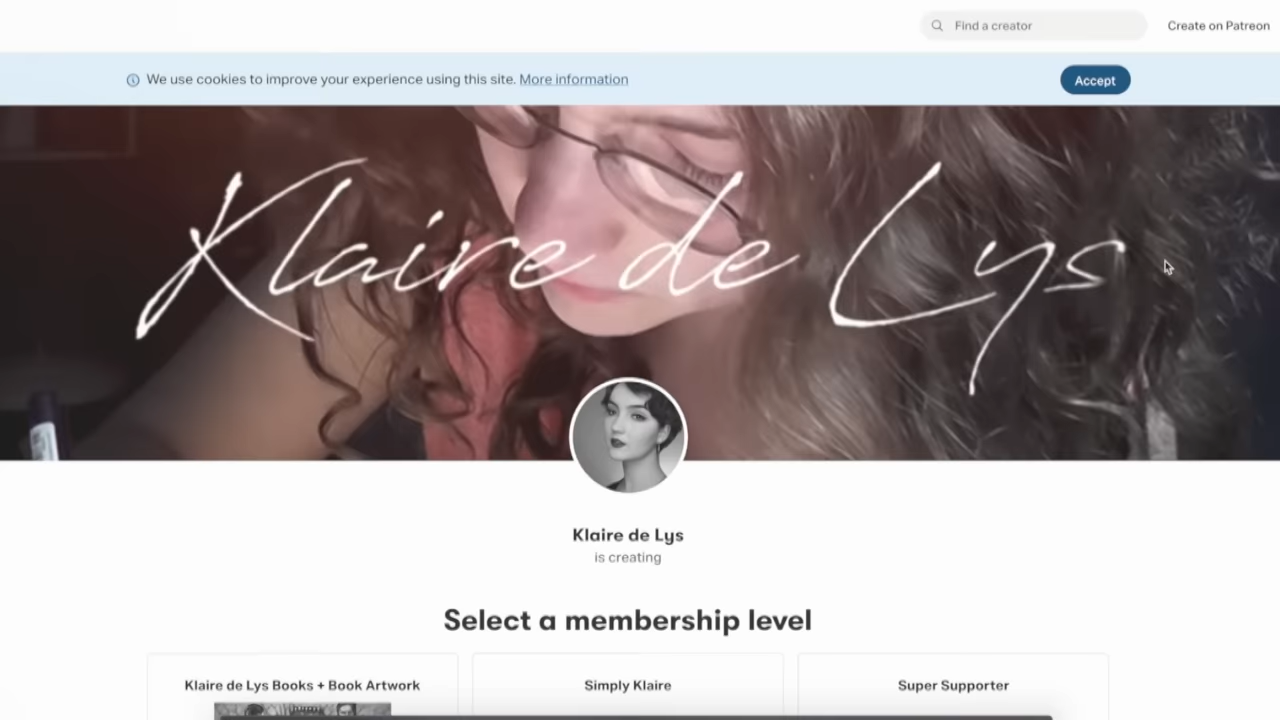 Find a creator
Create on Patreon
We use cookies to improve your experience using this site. More information
Accept
Klaire de Lys
Klaire de Lys
is creating
Select a membership level
Klaire de Lys Books + Book Artwork
Simply Klaire
Super Supporter